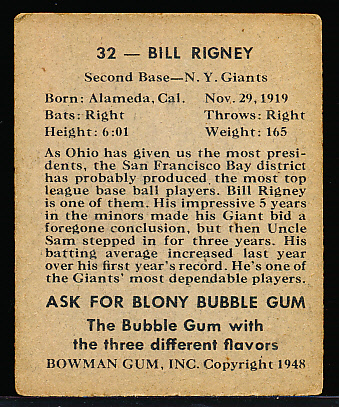 32 — BILL RIGNEY
Second Base—N. Y. Giants
Born: Alameda, Cal. Nov. 29, 1919
Bats: Right Throws: Right
Height: 6:01 Weight: 165
As Ohio has given us the most presi-
dents, the San Francisco Bay district
has probably produced the most top
league base ball players. Bill Rigney
is one of them. His impressive 5 years
in the minors made his Giant bid a
foregone conclusion, but then Uncle
Sam stepped in for three years. His
batting average increased last year
over his first year's record. He's one of
the Giants' most dependable players.
ASK FOR BLONY BUBBLE GUM
The Bubble Gum with
the three different flavors
BOWMAN GUM, INC. Copyright 1948